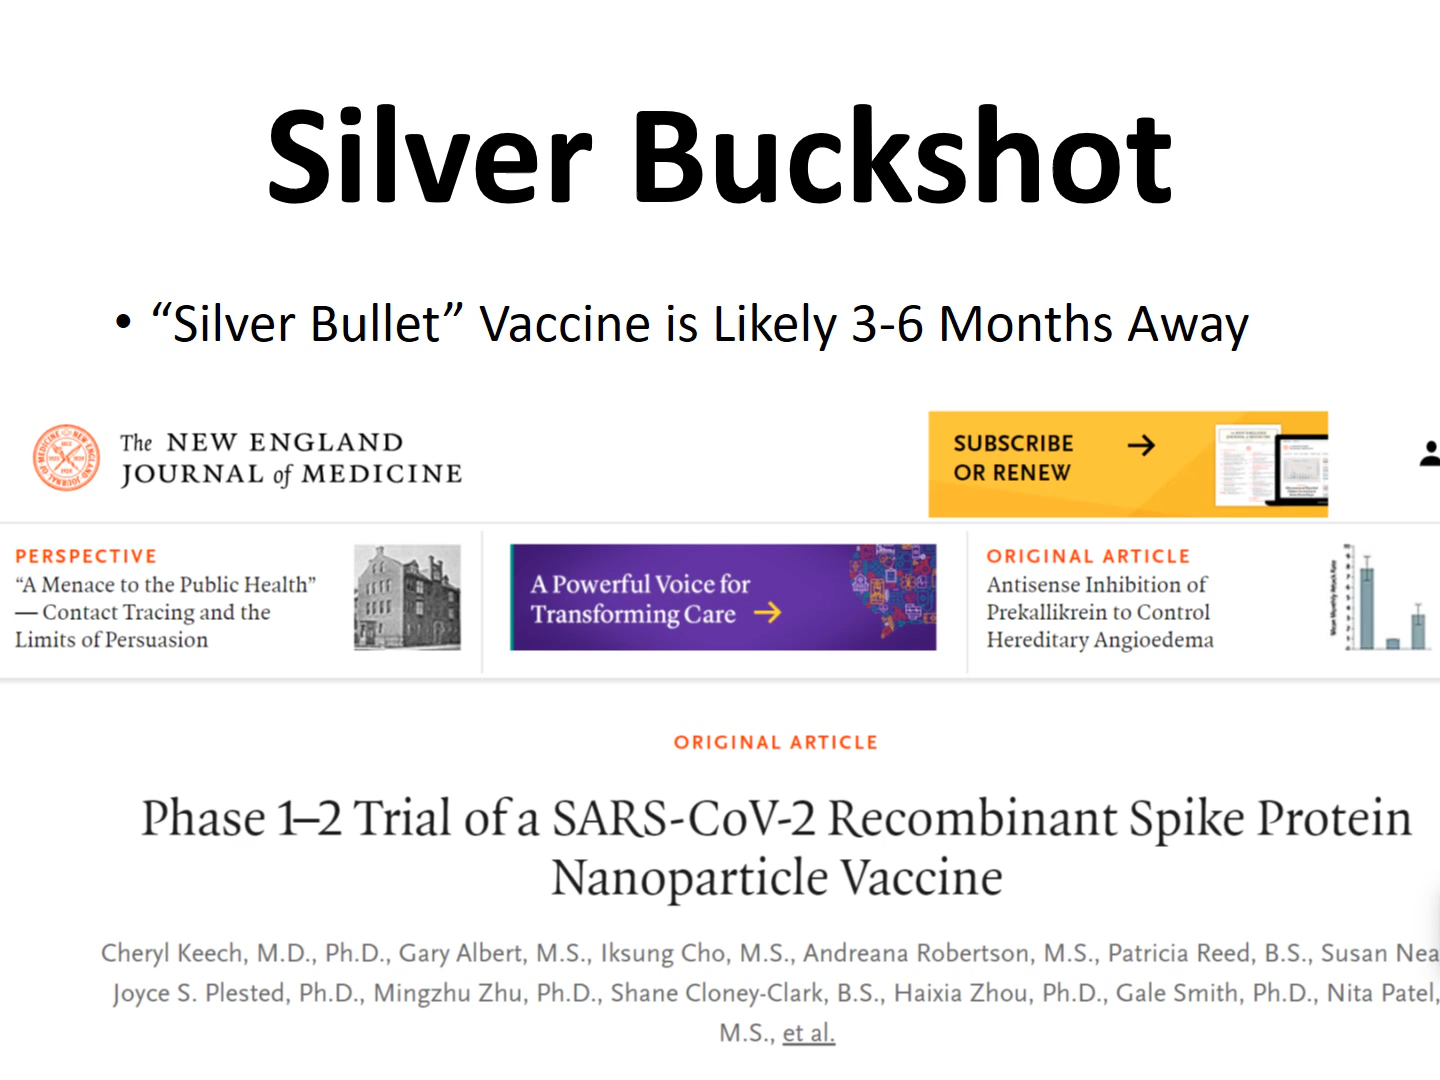 Silver Buckshot
• “Silver Bullet” Vaccine is Likely 3-6 Months Away
The NEW ENGLAND
JOURNAL of MEDICINE
SUBSCRIBE
OR RENEW
PERSPECTIVE
“A Menace to the Public Health”
— Contact Tracing and the
Limits of Persuasion
A Powerful Voice for
Transforming Care
ORIGINAL ARTICLE
Antisense Inhibition of
Prekallikrein to Control
Hereditary Angioedema
ORIGINAL ARTICLE
Phase 1–2 Trial of a SARS-CoV-2 Recombinant Spike Protein
Nanoparticle Vaccine
Cheryl Keech, M.D., Ph.D., Gary Albert, M.S., Iksung Cho, M.S., Andreana Robertson, M.S., Patricia Reed, B.S., Susan Nea
Joyce S. Plested, Ph.D., Mingzhu Zhu, Ph.D., Shane Cloney-Clark, B.S., Haixia Zhou, Ph.D., Gale Smith, Ph.D., Nita Patel,
M.S., et al.